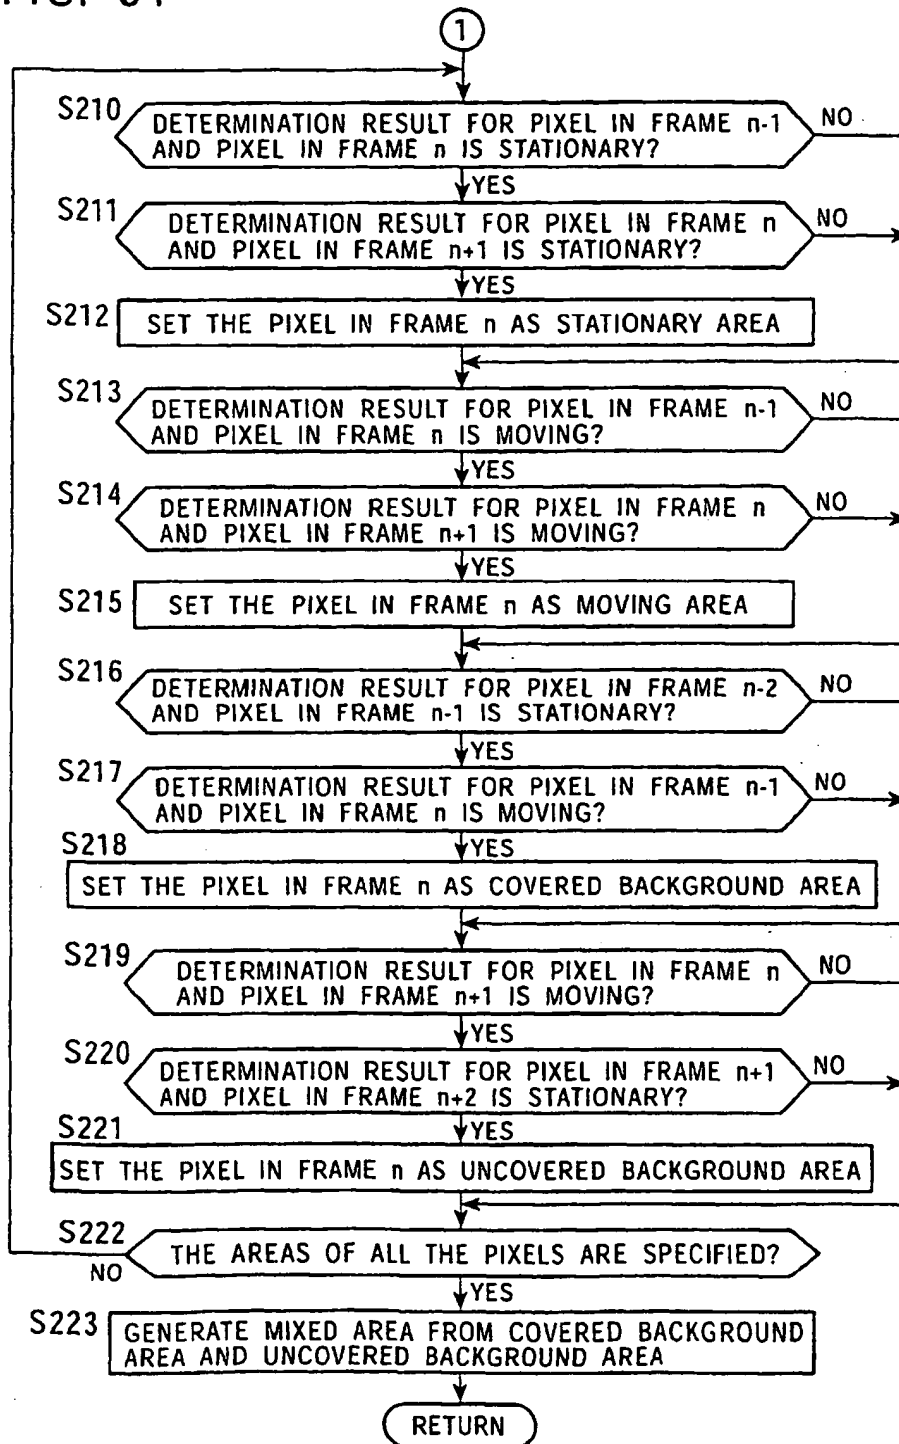 1
S210
DETERMINATION RESULT FOR PIXEL IN FRAME n-1
AND PIXEL IN FRAME n IS STATIONARY?
NO
YES
S211
DETERMINATION RESULT FOR PIXEL IN FRAME n
AND PIXEL IN FRAME n+1 IS STATIONARY?
NO
YES
S212
SET THE PIXEL IN FRAME n AS STATIONARY AREA
S213
DETERMINATION RESULT FOR PIXEL IN FRAME n-1
AND PIXEL IN FRAME n IS MOVING?
NO
YES
S214
DETERMINATION RESULT FOR PIXEL IN FRAME n
AND PIXEL IN FRAME n+1 IS MOVING?
NO
YES
S215
SET THE PIXEL IN FRAME n AS MOVING AREA
S216
DETERMINATION RESULT FOR PIXEL IN FRAME n-2
AND PIXEL IN FRAME n-1 IS STATIONARY?
NO
YES
S217
DETERMINATION RESULT FOR PIXEL IN FRAME n-1
AND PIXEL IN FRAME n IS MOVING?
NO
YES
S218
SET THE PIXEL IN FRAME n AS COVERED BACKGROUND AREA
S219
DETERMINATION RESULT FOR PIXEL IN FRAME n
AND PIXEL IN FRAME n+1 IS MOVING?
NO
YES
S220
DETERMINATION RESULT FOR PIXEL IN FRAME n+1
AND PIXEL IN FRAME n+2 IS STATIONARY?
NO
YES
S221
SET THE PIXEL IN FRAME n AS UNCOVERED BACKGROUND AREA
S222
THE AREAS OF ALL THE PIXELS ARE SPECIFIED?
NO
YES
S223
GENERATE MIXED AREA FROM COVERED BACKGROUND
AREA AND UNCOVERED BACKGROUND AREA
RETURN